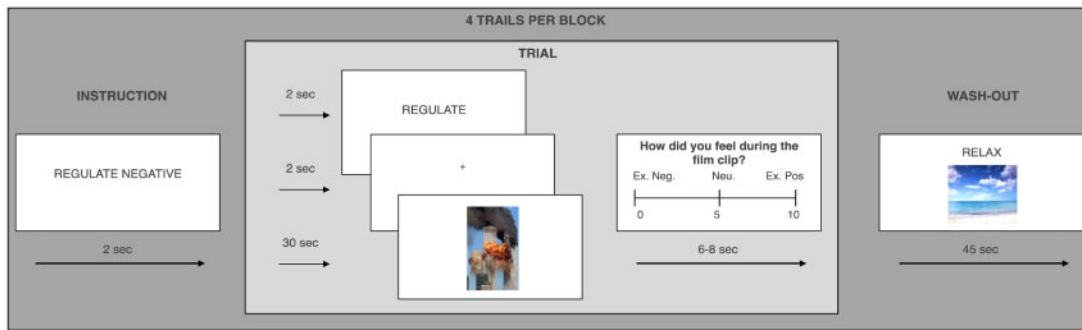 4 TRAILS PER BLOCK
TRIAL
INSTRUCTION
REGULATE NEGATIVE
2 sec
2 sec
REGULATE
2 sec
+
30 sec
How did you feel during the
film clip?
Ex. Neg. Neu. Ex. Pos
0 5 10
6-8 sec
WASH-OUT
RELAX
45 sec